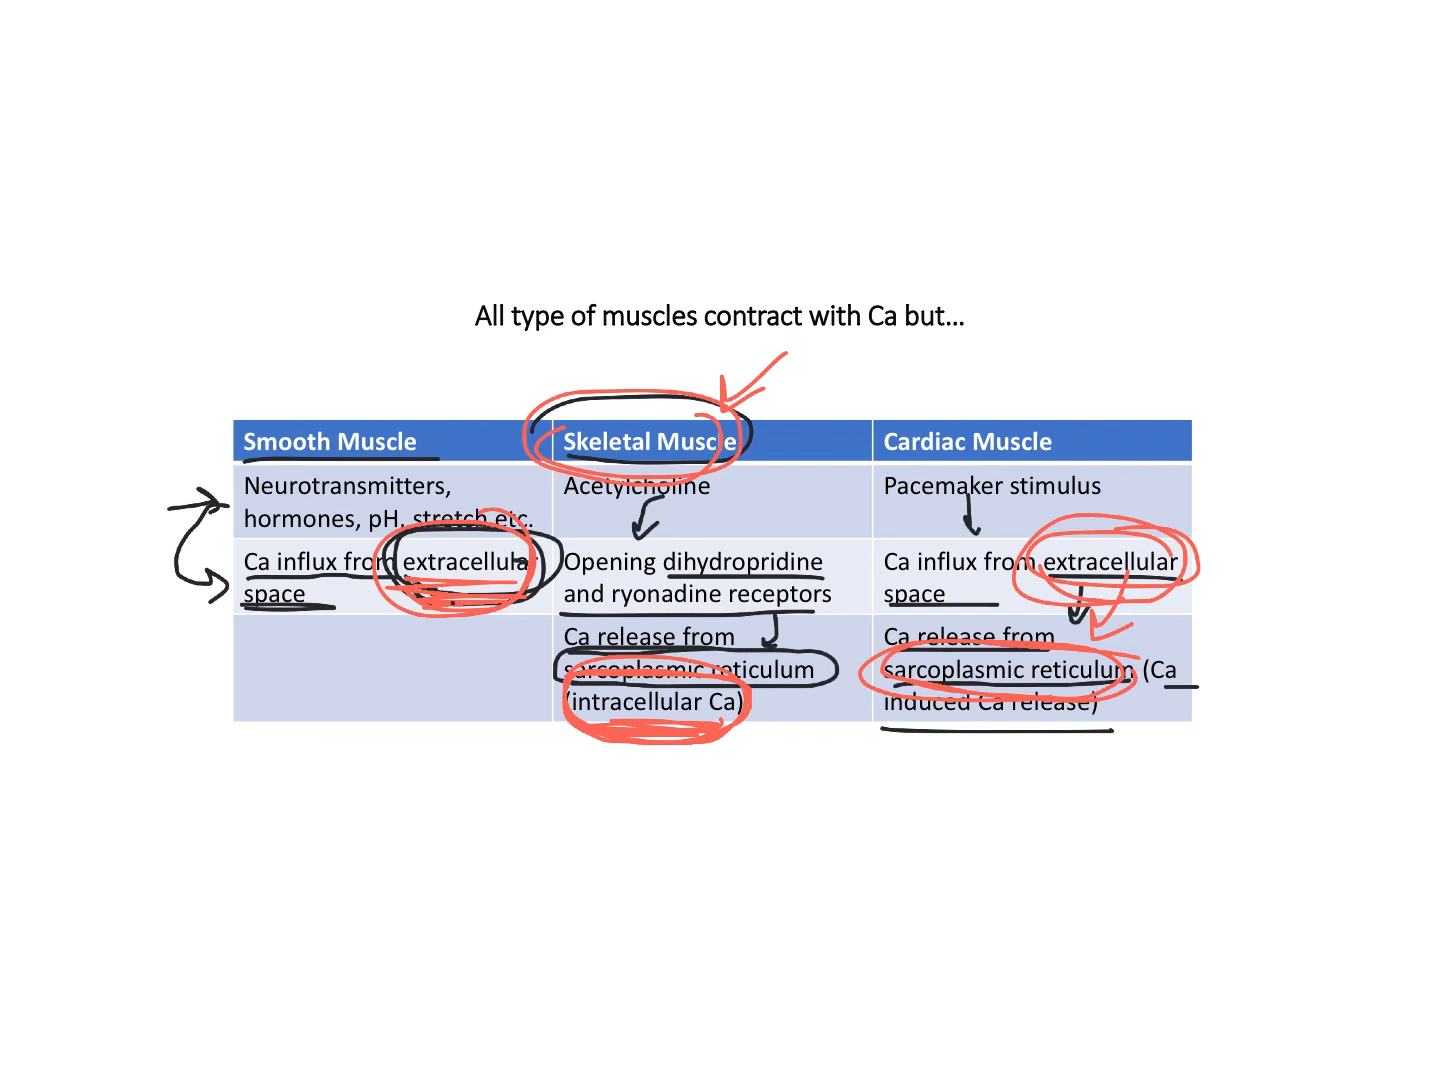 All type of muscles contract with Ca but...
Smooth Muscle
Skeletal Muscle
Cardiac Muscle
Neurotransmitters,
hormones, pH, stretch etc.
Acetylcholine
Pacemaker stimulus
Ca influx from extracellular
space
Opening dihydropridine
and ryonadine receptors
Ca influx from extracellular
space
Ca release from
sarcoplasmic reticulum
(intracellular Ca)
Ca release from
sarcoplasmic reticulum (Ca
induced Ca release)